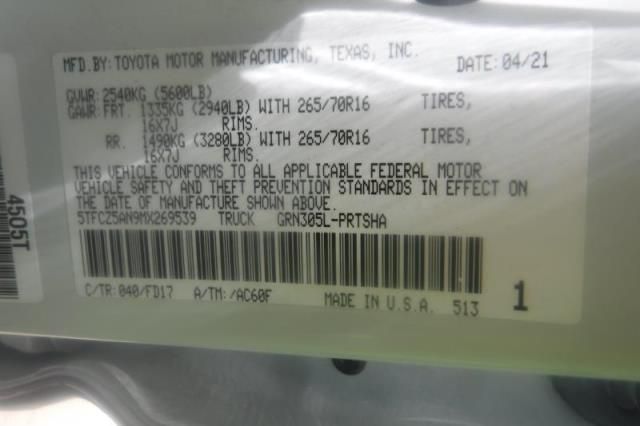 MFD.BY:TOYOTA MOTOR MANUFACTURING, TEXAS, INC. DATE:04/21
GVWR:2540KG (5600LB)
GAWR:FRT. 1335KG (2940LB) WITH 265/70R16 TIRES,
16X7J RIMS.
RR. 1490KG (3280LB) WITH 265/70R16 TIRES,
16X7J RIMS.
THIS VEHICLE CONFORMS TO ALL APPLICABLE FEDERAL MOTOR
VEHICLE SAFETY AND THEFT PREVENTION STANDARDS IN EFFECT ON
THE DATE OF MANUFACTURE SHOWN ABOVE.
5TFCZ5AN9MX269539 TRUCK GRN305L-PRTSHA
C/TR:040/FD17 A/TM:/AC60F MADE IN U.S.A. 513 1
4505T